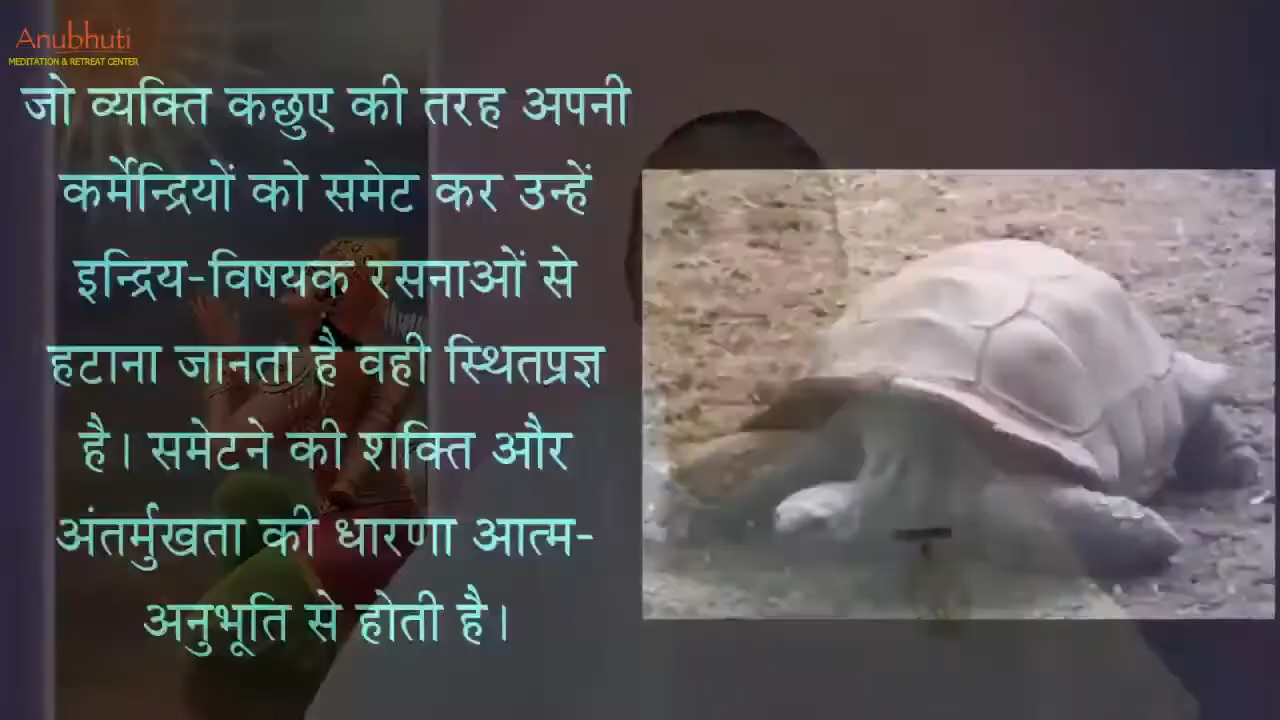 Anubhuti
MEDITATION & RETREAT CENTER
जो व्यक्ति कछुए की तरह अपनी
कर्मेन्द्रियों को समेट कर उन्हें
इन्द्रिय-विषयक रसनाओं से
हटाना जानता है वही स्थितप्रज्ञ
है। समेटने की शक्ति और
अंतर्मुखता की धारणा आत्म-
अनुभूति से होती है।